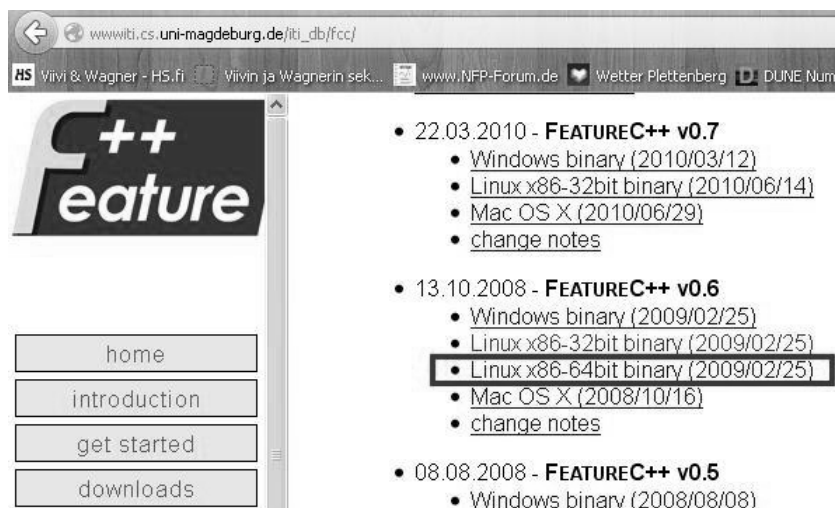 wwwiti.cs.uni-magdeburg.de/iti_db/fcc/
HS Viivi & Wagner - HS.fi Viivin ja Wagnerin sek... www.NFP-Forum.de Wetter Plettenberg D: DUNE Num
Feature ++
home
introduction
get started
downloads
• 22.03.2010 - FEATUREC++ v0.7
• Windows binary (2010/03/12)
• Linux x86-32bit binary (2010/06/14)
• Mac OS X (2010/06/29)
• change notes
• 13.10.2008 - FEATUREC++ v0.6
• Windows binary (2009/02/25)
• Linux x86-32bit binary (2009/02/25)
• Linux x86-64bit binary (2009/02/25)
• Mac OS X (2008/10/16)
• change notes
• 08.08.2008 - FEATUREC++ v0.5
• Windows binary (2008/08/08)